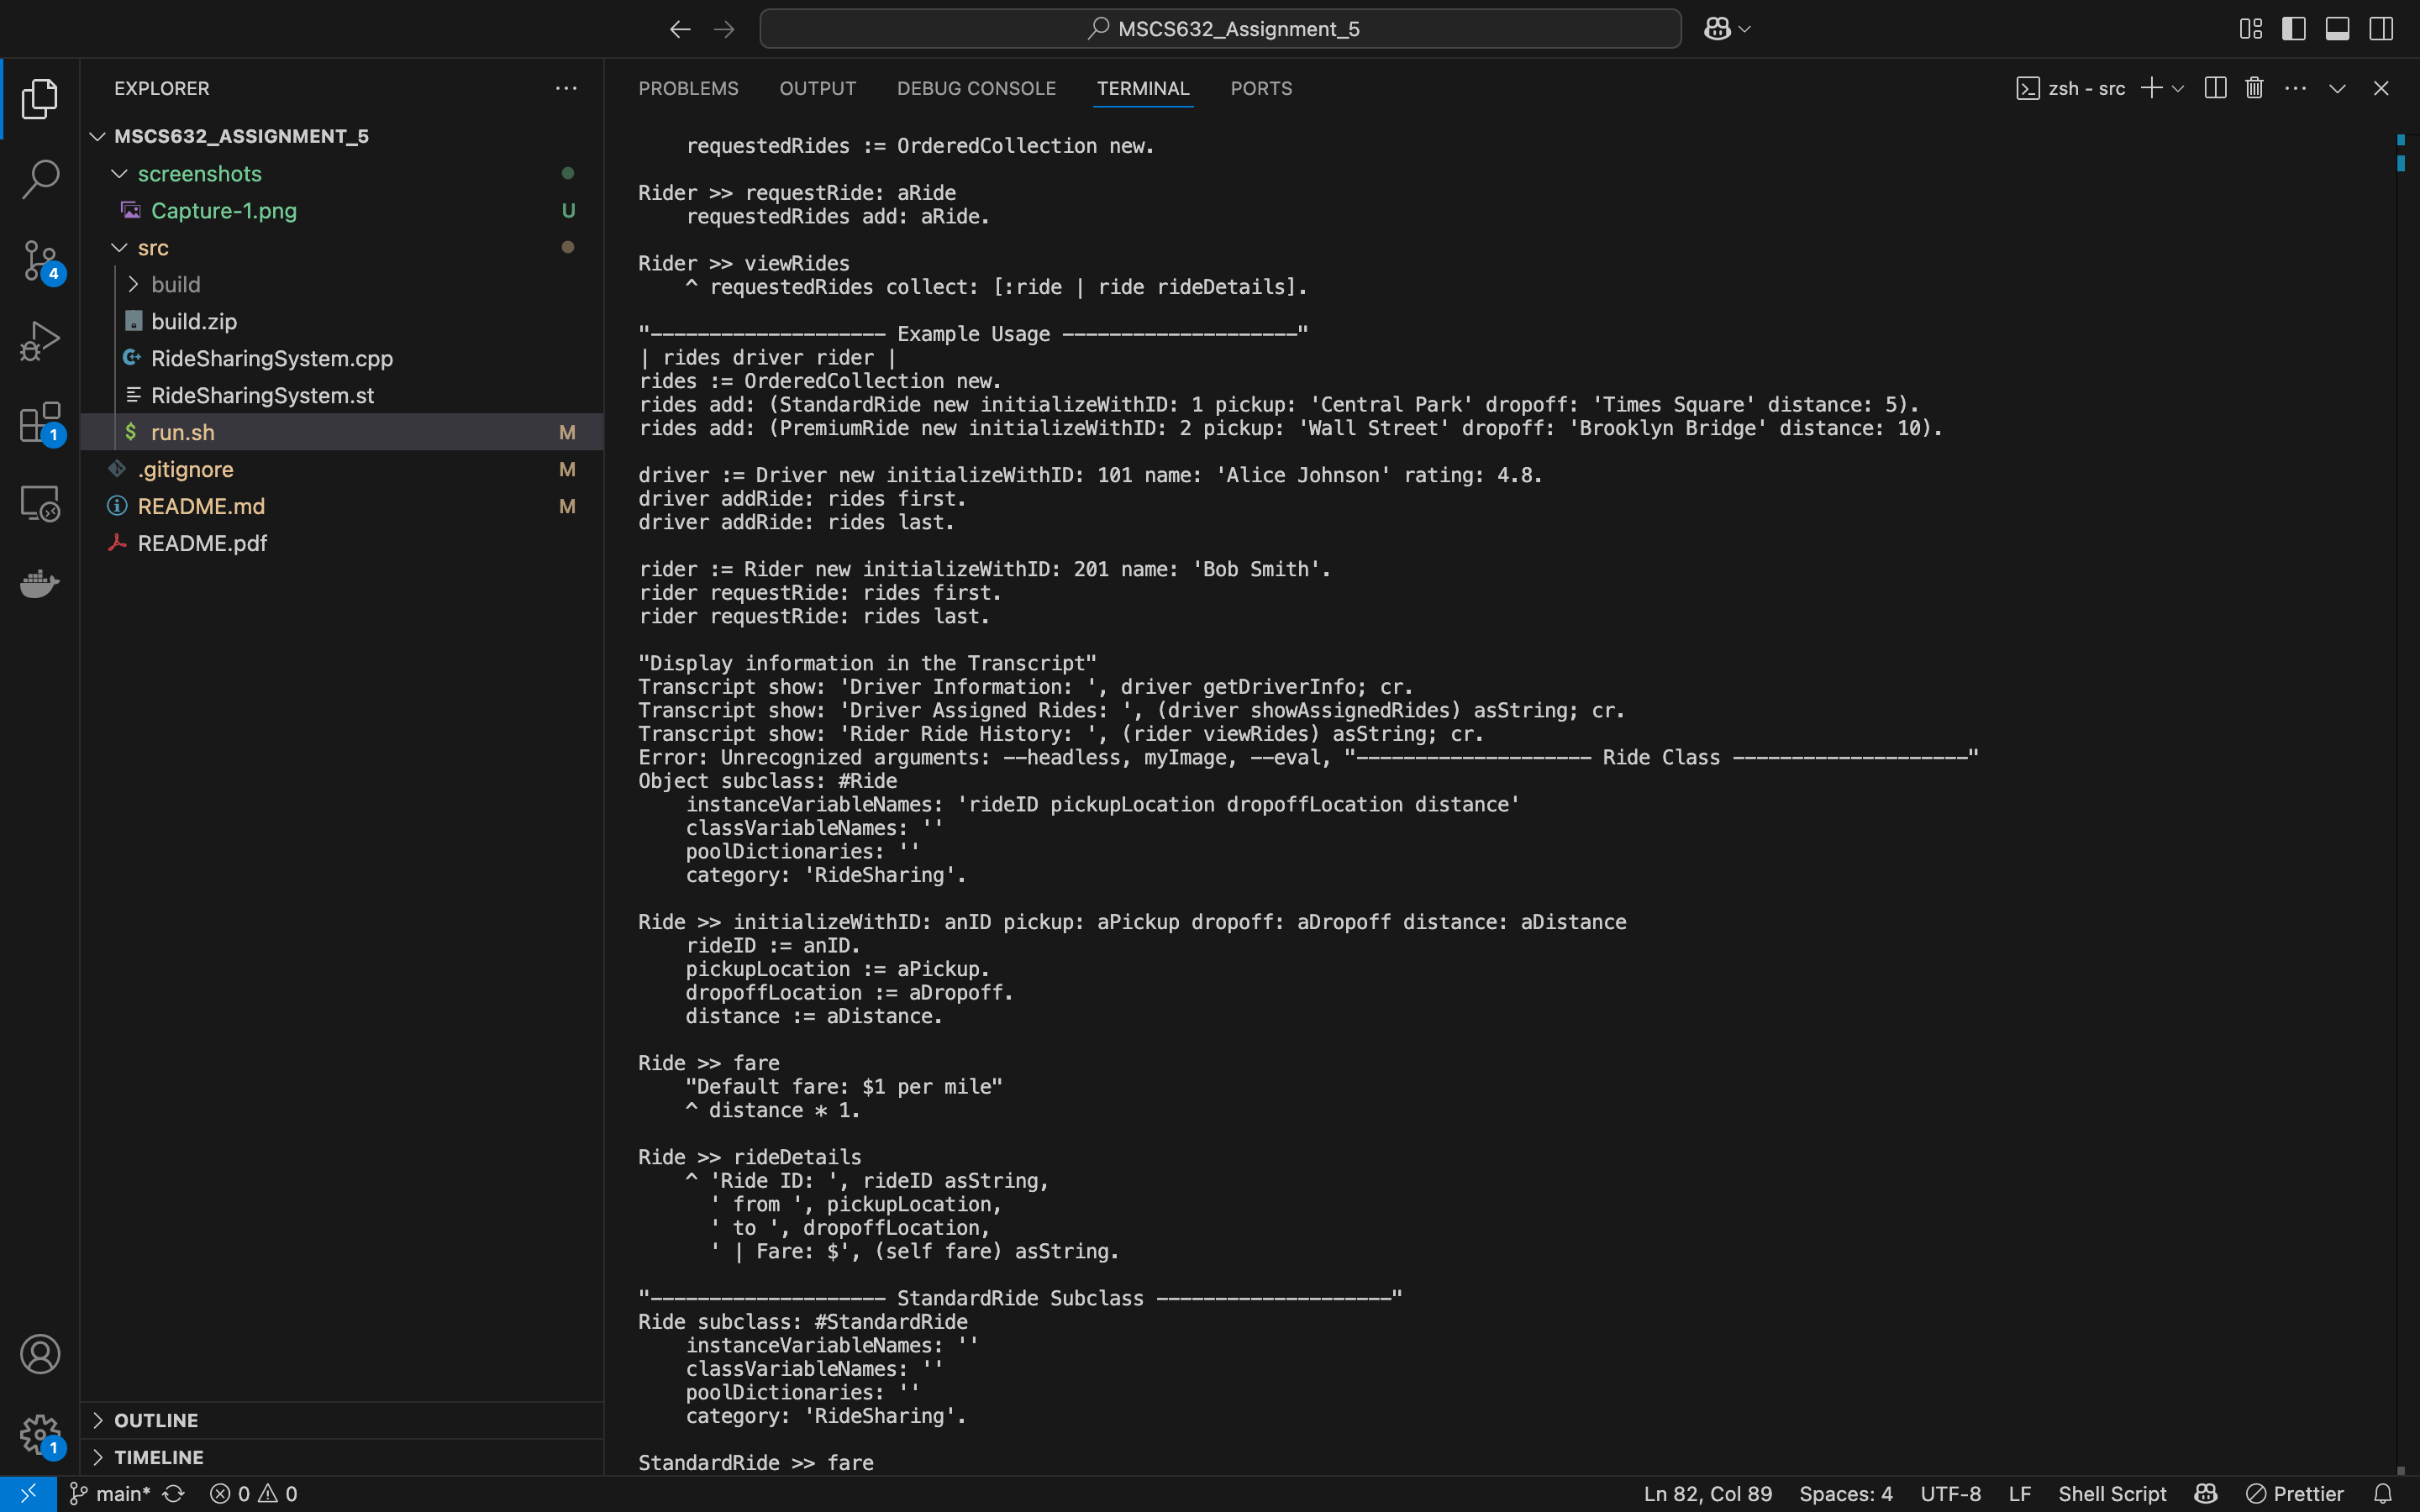 MSCS632_Assignment_5
EXPLORER
MSCS632_ASSIGNMENT_5
screenshots
Capture-1.png U
src
build
build.zip
RideSharingSystem.cpp
RideSharingSystem.st
run.sh M
.gitignore M
README.md M
README.pdf
4
1
1
OUTLINE
TIMELINE
PROBLEMS OUTPUT DEBUG CONSOLE TERMINAL PORTS
zsh - src
requestedRides := OrderedCollection new.
Rider >> requestRide: aRide
requestedRides add: aRide.
Rider >> viewRides
^ requestedRides collect: [:ride | ride rideDetails].
"-------------------- Example Usage --------------------"
| rides driver rider |
rides := OrderedCollection new.
rides add: (StandardRide new initializeWithID: 1 pickup: 'Central Park' dropoff: 'Times Square' distance: 5).
rides add: (PremiumRide new initializeWithID: 2 pickup: 'Wall Street' dropoff: 'Brooklyn Bridge' distance: 10).
driver := Driver new initializeWithID: 101 name: 'Alice Johnson' rating: 4.8.
driver addRide: rides first.
driver addRide: rides last.
rider := Rider new initializeWithID: 201 name: 'Bob Smith'.
rider requestRide: rides first.
rider requestRide: rides last.
"Display information in the Transcript"
Transcript show: 'Driver Information: ', driver getDriverInfo; cr.
Transcript show: 'Driver Assigned Rides: ', (driver showAssignedRides) asString; cr.
Transcript show: 'Rider Ride History: ', (rider viewRides) asString; cr.
Error: Unrecognized arguments: --headless, myImage, --eval, "-------------------- Ride Class --------------------"
Object subclass: #Ride
instanceVariableNames: 'rideID pickupLocation dropoffLocation distance'
classVariableNames: ''
poolDictionaries: ''
category: 'RideSharing'.
Ride >> initializeWithID: anID pickup: aPickup dropoff: aDropoff distance: aDistance
rideID := anID.
pickupLocation := aPickup.
dropoffLocation := aDropoff.
distance := aDistance.
Ride >> fare
"Default fare: $1 per mile"
^ distance * 1.
Ride >> rideDetails
^ 'Ride ID: ', rideID asString,
' from ', pickupLocation,
' to ', dropoffLocation,
' | Fare: $', (self fare) asString.
"-------------------- StandardRide Subclass --------------------"
Ride subclass: #StandardRide
instanceVariableNames: ''
classVariableNames: ''
poolDictionaries: ''
category: 'RideSharing'.
StandardRide >> fare
main* 0 0 Ln 82, Col 89 Spaces: 4 UTF-8 LF Shell Script Prettier